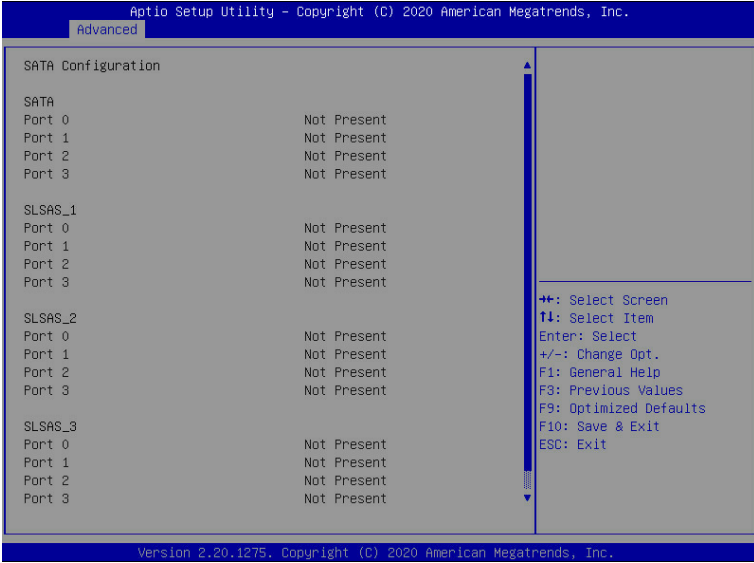 Aptio Setup Utility – Copyright (C) 2020 American Megatrends, Inc.
Advanced
SATA Configuration
SATA
Port 0 Not Present
Port 1 Not Present
Port 2 Not Present
Port 3 Not Present
SLSAS_1
Port 0 Not Present
Port 1 Not Present
Port 2 Not Present
Port 3 Not Present
SLSAS_2
Port 0 Not Present
Port 1 Not Present
Port 2 Not Present
Port 3 Not Present
SLSAS_3
Port 0 Not Present
Port 1 Not Present
Port 2 Not Present
Port 3 Not Present
→←: Select Screen
↑↓: Select Item
Enter: Select
+/-: Change Opt.
F1: General Help
F3: Previous Values
F9: Optimized Defaults
F10: Save & Exit
ESC: Exit
Version 2.20.1275. Copyright (C) 2020 American Megatrends, Inc.